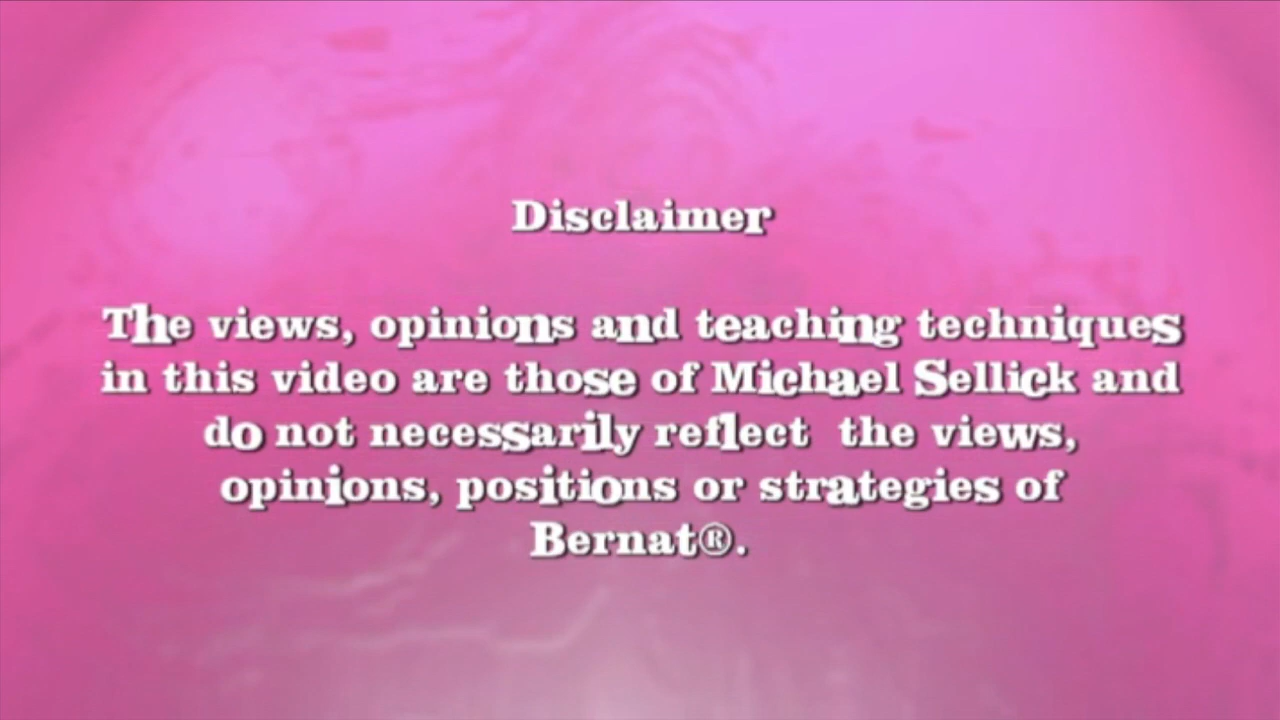 Disclaimer
The views, opinions and teaching techniques
in this video are those of Michael Sellick and
do not necessarily reflect the views,
opinions, positions or strategies of
Bernat®.